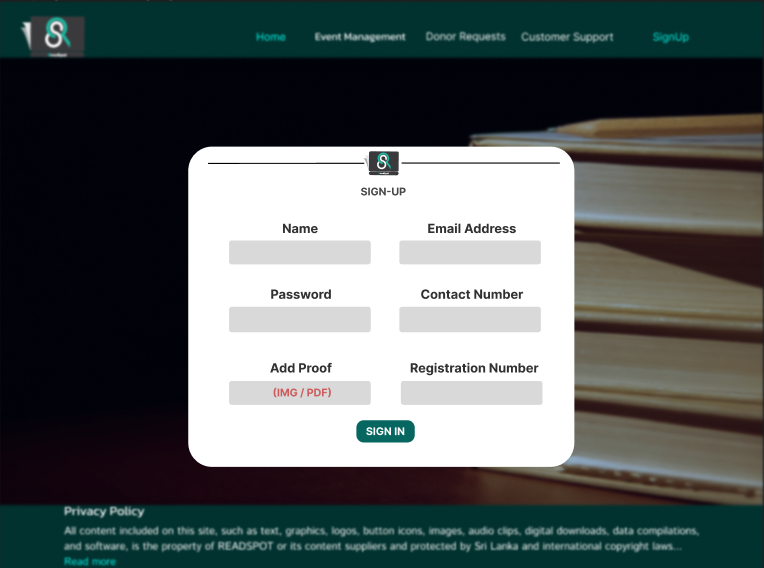 Home Event Management Donor Requests Customer Support SignUp
SIGN-UP
Name Email Address
Password Contact Number
Add Proof Registration Number
(IMG / PDF)
SIGN IN
Privacy Policy
All content included on this site, such as text, graphics, logos, button icons, images, audio clips, digital downloads, data compilations,
and software, is the property of READSPOT or its content suppliers and protected by Sri Lanka and international copyright laws...
Read more